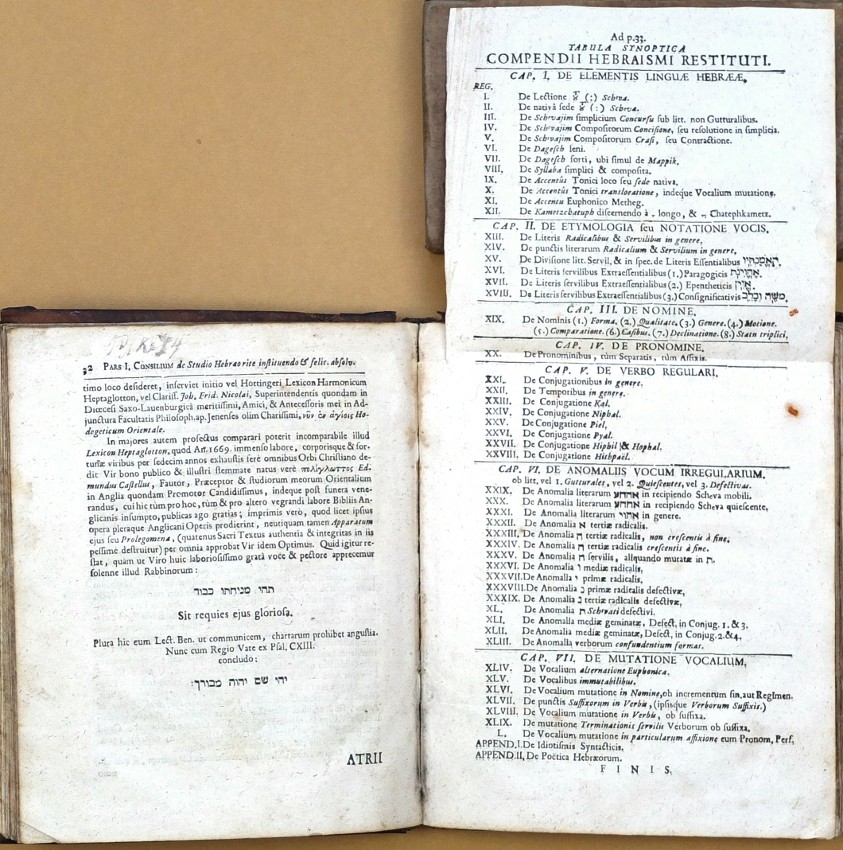 32 PARS I. CONSILIUM de Studio Hebrao rite instituendo & felic. absolv.
timo loco desideret, inserviet initio vel Hottingeri Lexicon Harmonicum
Heptaglotton, vel Clariss. Joh. Frid. Nicolai, Superintendentis quondam in
Diœcesi Saxo-Lauenburgica meritissimi, Amici, & Antecessoris mei in Ad-
junctura Facultatis Philosoph. ap. Jenenses olim Charissimi, νῦν ἐν ἁγίοις Ho-
degeticum Orientale.
In majores autem profectus comparari poterit incomparabile illud
Lexicon Heptaglotton, quod An. 1669. immenso labore, corporisque & for-
tunæ viribus per sedecim annos exhaustis ferè omnibus Orbi Christiano de-
dit Vir bono publico & illustri stemmate natus verè πολύγλωττος Ed-
mundus Castellus, Fautor, Præceptor & studiorum meorum Orientalium
in Anglia quondam Promotor Candidissimus, indeque post funera vene-
randus, cui hic tùm pro hoc, tùm & pro altero vegrandi labore Bibliis An-
glicanis insumpto, publicas ago gratias; imprimis verò, quod licet ipsius
opera pleraque Anglicani Operis prodierint, neutiquam tamen Apparatum
ejus seu Prolegomena, (quatenus Sacri Textus authentia & integritas in iis
pessime destruitur) per omnia approbat Vir idem Optimus. Quid igitur re-
stat, quam ut Viro huic laboriosissimo gratâ voce & pectore apprecemur
solenne illud Rabbinorum:
תהי מניחתו כבוד
Sit requies ejus gloriosa.
Plura hic cum Lect. Ben. ut communicem, chartarum prohibet angustia.
Nunc cum Regio Vate ex Psal. CXIII.
concludo:
יהי שם יהוה מבורך:
ATRII
Ad p. 33.
TABULA SYNOPTICA
COMPENDII HEBRAISMI RESTITUTI.
CAP. I. DE ELEMENTIS LINGUÆ HEBRÆÆ.
REG.
I. De Lectione (:) Scheva.
II. De nativâ sede (:) Scheva.
III. De Schevajim simplicium Concursu sub litt. non Gutturalibus.
IV. De Schevajim Compositorum Concisione, seu resolutione in simplicia.
V. De Schevajim Compositorum Crasi, seu Contractione.
VI. De Dagesch leni.
VII. De Dagesch forti, ubi simul de Mappik.
VIII. De Syllaba simplici & composita.
IX. De Accentûs Tonici loco seu sede nativa.
X. De Accentûs Tonici translocatione, indeque Vocalium mutatione.
XI. De Accentu Euphonico Metheg.
XII. De Kametzchatuph discernendo à longo, & Chatephkametz.
CAP. II. DE ETYMOLOGIA seu NOTATIONE VOCIS.
XIII. De Literis Radicalibus & Servilibus in genere.
XIV. De punctis literarum Radicalium & Servilium in genere.
XV. De Divisione lit. Servil. & in spec. de Literis Essentialibus הֶאֱמַנְתִּיו.
XVI. De Literis servilibus Extraessentialibus (1.) Paragogicis
XVII. De Literis servilibus Extraessentialibus (2.) Epentheticis
XVIII. De Literis servilibus Extraessentialibus (3.) Consignificativis משה וכלב.
CAP. III. DE NOMINE.
XIX. De Nominis (1.) Forma. (2.) Qualitate. (3.) Genere. (4.) Motione.
(5.) Comparatione. (6.) Casibus. (7.) Declinatione. (8.) Statu triplici.
CAP. IV. DE PRONOMINE.
XX. De Pronominibus, tùm Separatis, tùm Affixis.
CAP. V. DE VERBO REGULARI.
XXI. De Conjugationibus in genere.
XXII. De Temporibus in genere.
XXIII. De Conjugatione Kal.
XXIV. De Conjugatione Niphal.
XXV. De Conjugatione Piel.
XXVI. De Conjugatione Pyal.
XXVII. De Conjugatione Hiphil & Hophal.
XXVIII. De Conjugatione Hithpaël.
CAP. VI. DE ANOMALIIS VOCUM IRREGULARIUM.
ob litt. vel 1. Gutturales, vel 2. Quiescentes, vel 3. Defectivas.
XXIX. De Anomalia literarum אהחע in recipiendo Scheva mobili.
XXX. De Anomalia literarum אהחע in recipiendo Scheva quiescente.
XXXI. De Anomalia literarum אהוי in genere.
XXXII. De Anomalia א tertiæ radicalis.
XXXIII. De Anomalia ה tertiæ radicalis, non crescentis à fine.
XXXIV. De Anomalia ה tertiæ radicalis crescentis à fine.
XXXV. De Anomalia ה servilis, aliquando mutatæ in ת.
XXXVI. De Anomalia ו mediæ radicalis.
XXXVII. De Anomalia י primæ radicalis.
XXXVIII. De Anomalia נ primæ radicalis defectivæ.
XXXIX. De Anomalia נ tertiæ radicalis defectivæ.
XL. De Anomalia ה Schevati defectivi.
XLI. De Anomalia mediæ geminatæ, Defect. in Conjug. 1. & 3.
XLII. De Anomalia mediæ geminatæ, Defect. in Conjug. 2. & 4.
XLIII. De Anomalia verborum confundentium formas.
CAP. VII. DE MUTATIONE VOCALIUM.
XLIV. De Vocalium alternatione Euphonica.
XLV. De Vocalibus immutabilibus.
XLVI. De Vocalium mutatione in Nomine, ob incrementum fin. aut Regimen.
XLVII. De punctis Suffixorum in Verbis, (ipsisque Verborum Suffixis.)
XLVIII. De Vocalium mutatione in Verbis, ob suffixa.
XLIX. De mutatione Terminationis servilis Verborum ob suffixa.
L. De Vocalium mutatione in particularum affixione cum Pronom. Pers.
APPEND. I. De Idiotismis Syntacticis.
APPEND. II. De Poëtica Hebræorum.
FINIS.